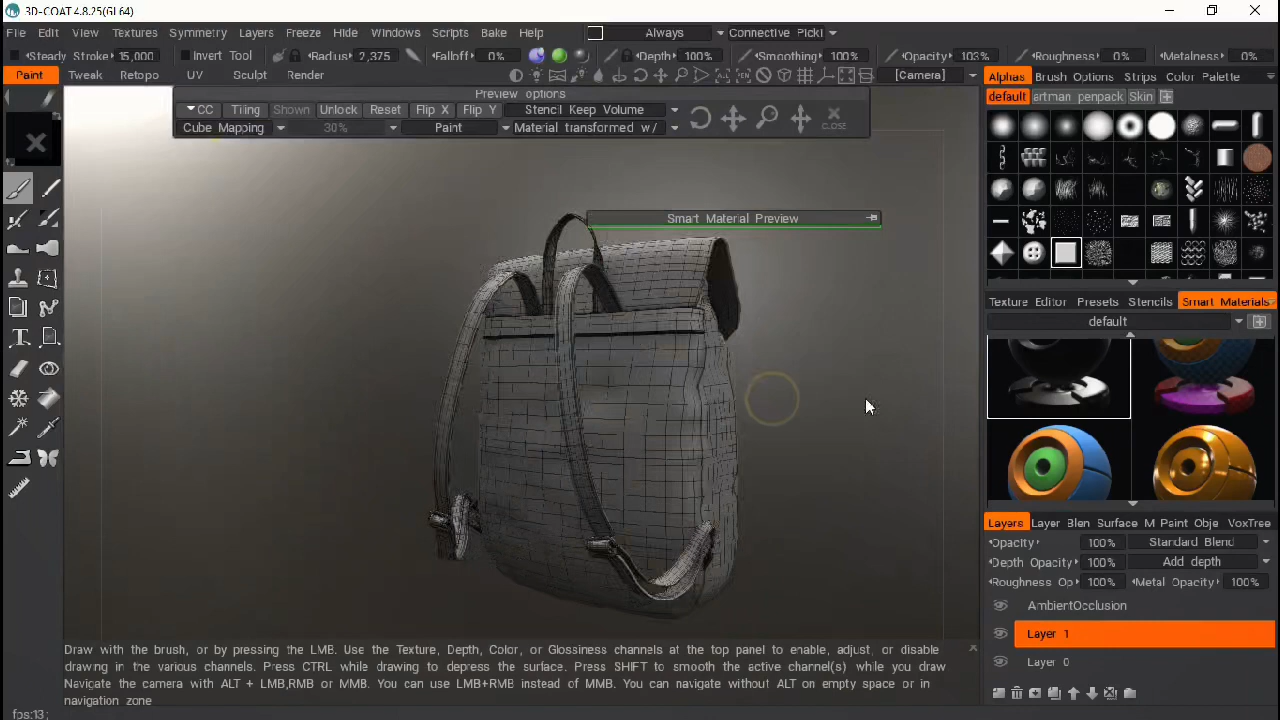 3D-COAT 4.8.25(GL64)
File Edit View Textures Symmetry Layers Freeze Hide Windows Scripts Bake Help Always Connective Picki
Steady Stroke 15,000 Invert Tool Radius 2,375 Falloff 0% Depth 100% Smoothing 100% Opacity 103% Roughness 0% Metalness 0%
Paint Tweak Retopo UV Sculpt Render [Camera] Alphas Brush Options Strips Color Palette
Preview options
CC Tiling Shown Unlock Reset Flip X Flip Y Stencil Keep Volume
Cube Mapping 30% Paint Material transformed w/ CLOSE
default artman penpack Skin
Smart Material Preview
Texture Editor Presets Stencils Smart Materials
default
Layers Layer Blen Surface M Paint Obje VoxTree
Opacity 100% Standard Blend
Depth Opacity 100% Add depth
Roughness Op 100% Metal Opacity 100%
AmbientOcclusion
Layer 1
Layer 0
Draw with the brush, or by pressing the LMB. Use the Texture, Depth, Color, or Glossiness channels at the top panel to enable, adjust, or disable
drawing in the various channels. Press CTRL while drawing to depress the surface. Press SHIFT to smooth the active channel(s) while you draw
Navigate the camera with ALT + LMB,RMB or MMB. You can use LMB+RMB instead of MMB. You can navigate without ALT on empty space or in
navigation zone
fps:13;